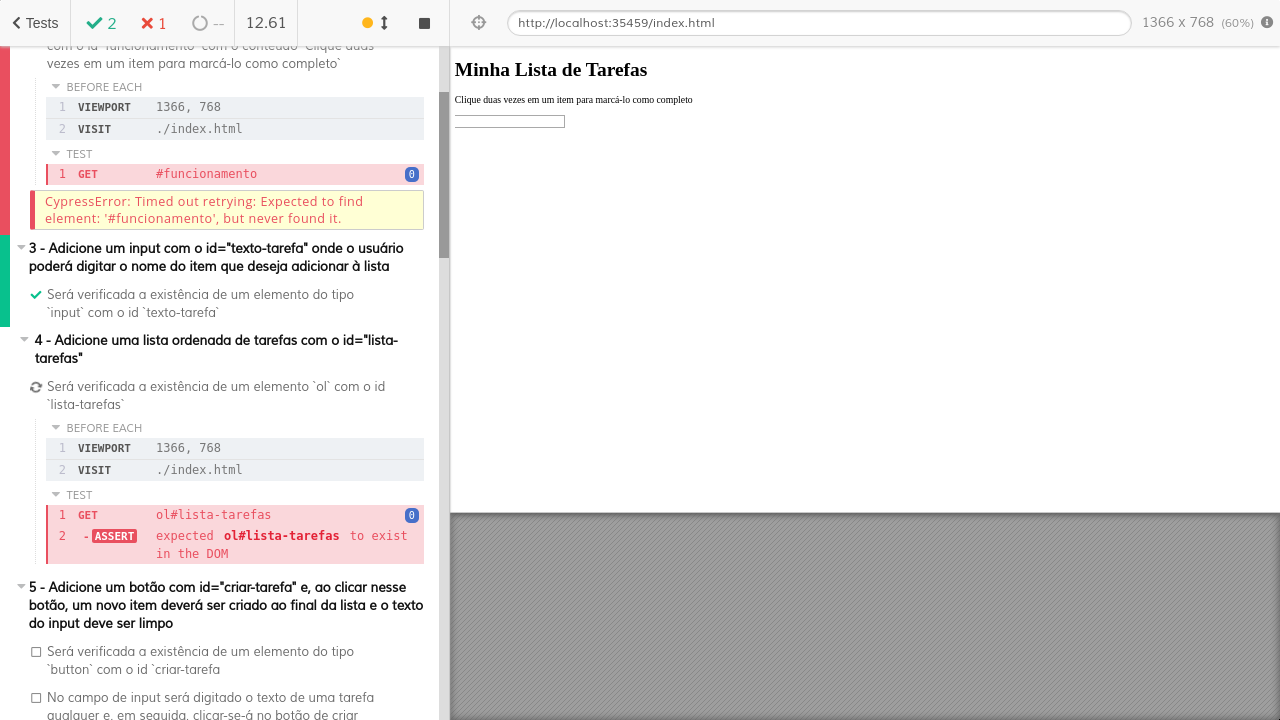 Tests 2 1 -- 12.61
http://localhost:35459/index.html 1366 x 768 (60%)
com o id `funcionamento` com o conteúdo `Clique duas
vezes em um item para marcá-lo como completo`
BEFORE EACH
1 VIEWPORT 1366, 768
2 VISIT ./index.html
TEST
1 GET #funcionamento 0
CypressError: Timed out retrying: Expected to find
element: '#funcionamento', but never found it.
3 - Adicione um input com o id="texto-tarefa" onde o usuário
poderá digitar o nome do item que deseja adicionar à lista
Será verificada a existência de um elemento do tipo
`input` com o id `texto-tarefa`
4 - Adicione uma lista ordenada de tarefas com o id="lista-
tarefas"
Será verificada a existência de um elemento `ol` com o id
`lista-tarefas`
BEFORE EACH
1 VIEWPORT 1366, 768
2 VISIT ./index.html
TEST
1 GET ol#lista-tarefas 0
2 -ASSERT expected ol#lista-tarefas to exist
in the DOM
5 - Adicione um botão com id="criar-tarefa" e, ao clicar nesse
botão, um novo item deverá ser criado ao final da lista e o texto
do input deve ser limpo
Será verificada a existência de um elemento do tipo
`button` com o id `criar-tarefa
No campo de input será digitado o texto de uma tarefa
qualquer e, em seguida, clicar-se-á no botão de criar
Minha Lista de Tarefas
Clique duas vezes em um item para marcá-lo como completo